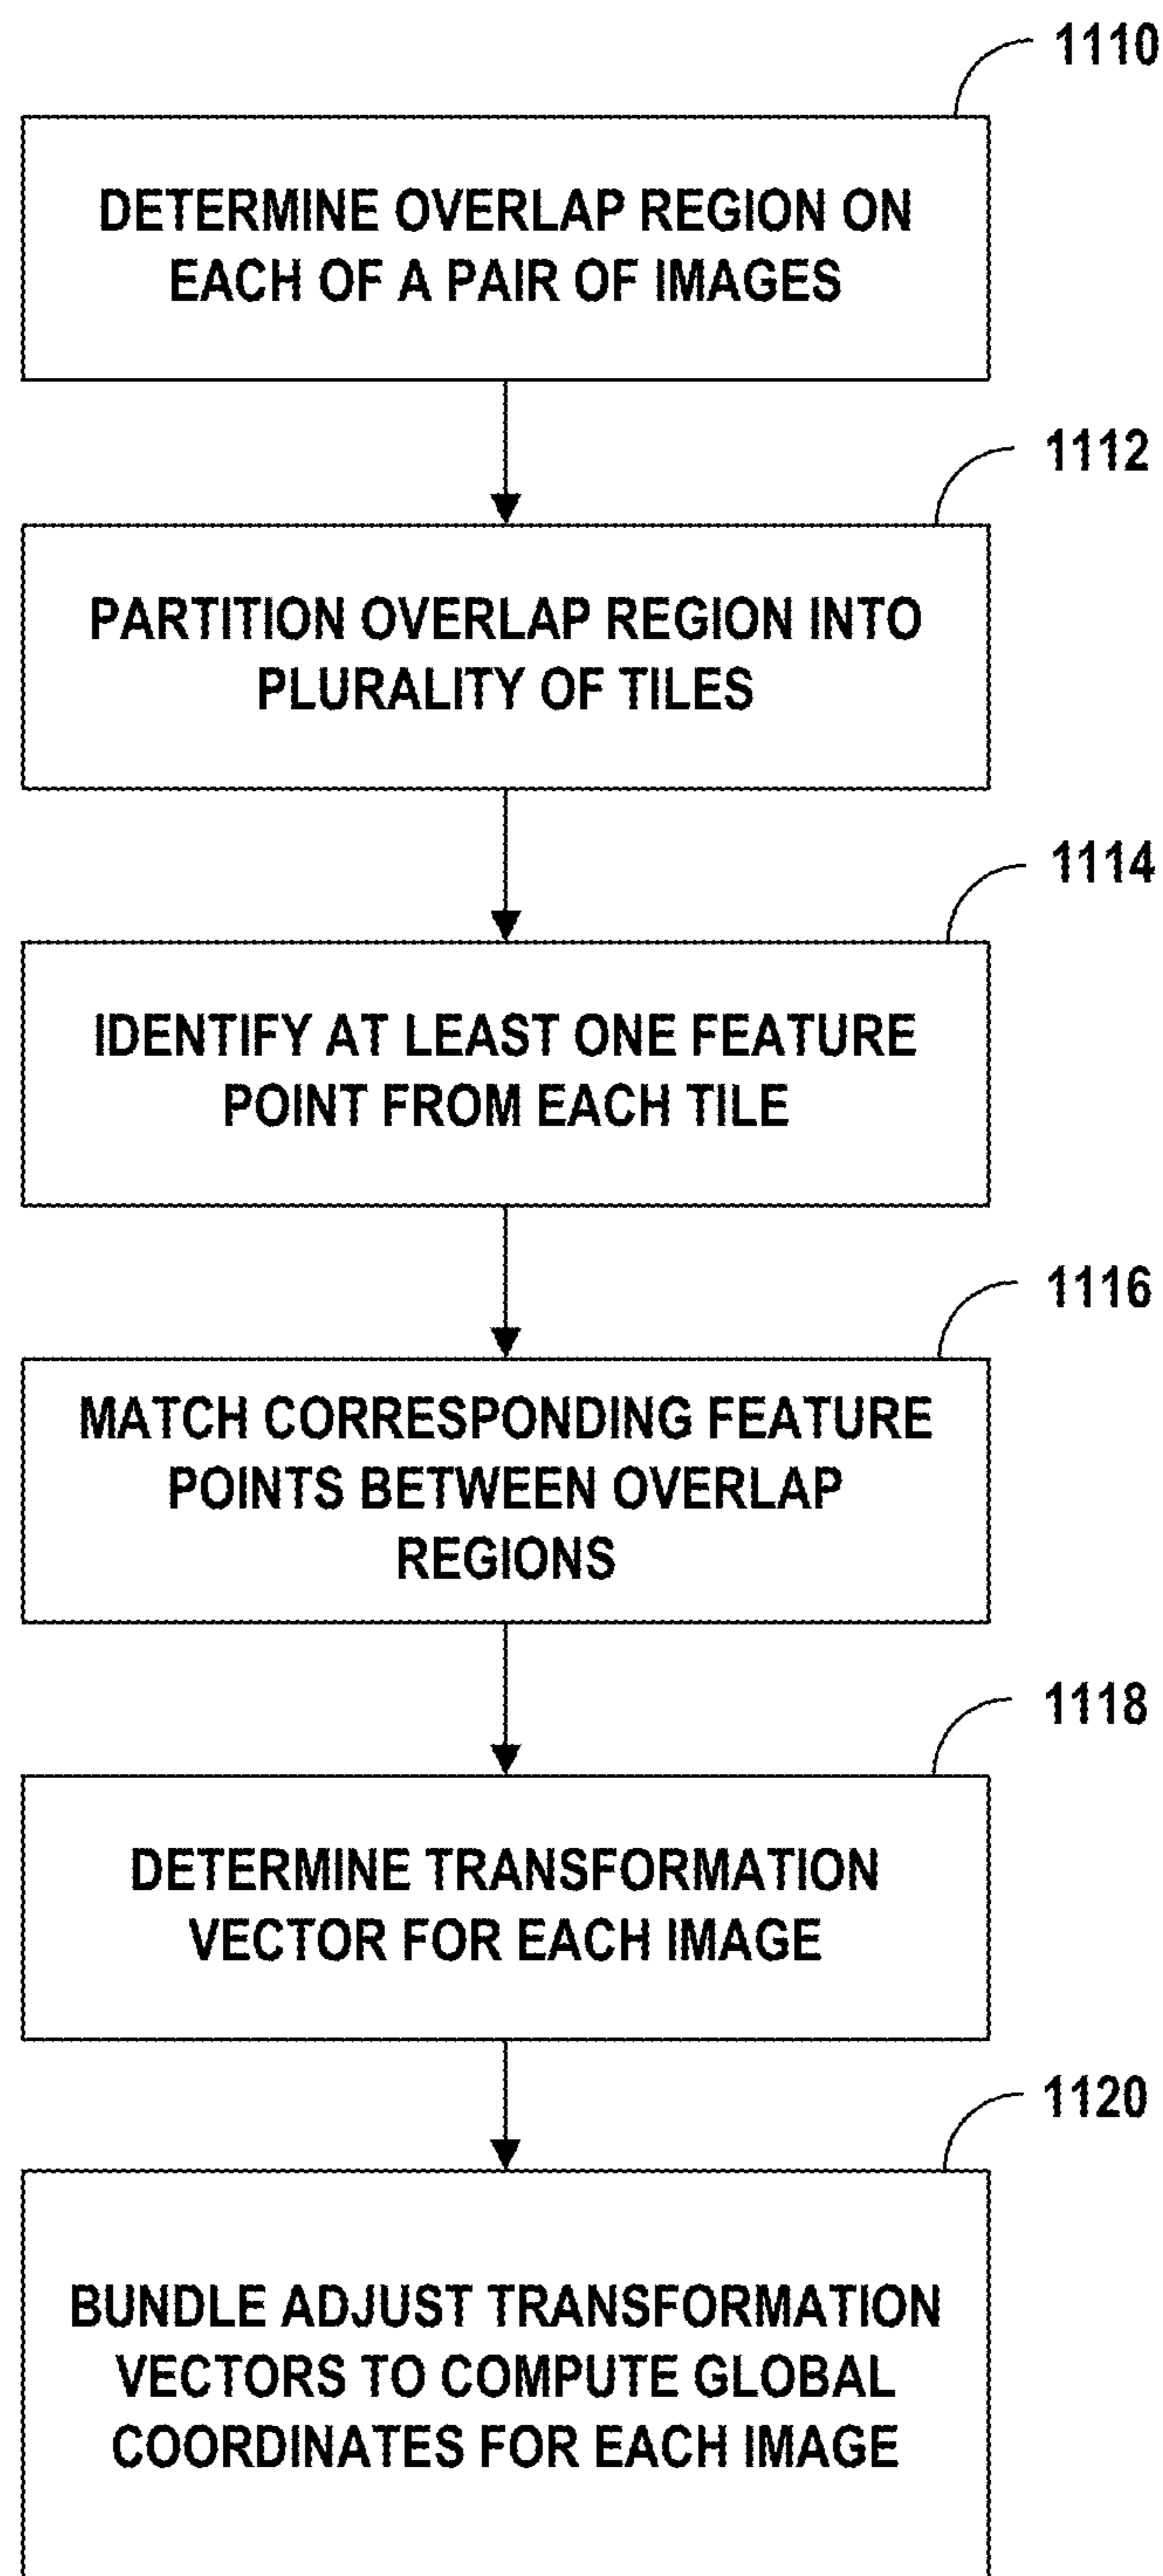 1110
DETERMINE OVERLAP REGION ON
EACH OF A PAIR OF IMAGES
1112
PARTITION OVERLAP REGION INTO
PLURALITY OF TILES
1114
IDENTIFY AT LEAST ONE FEATURE
POINT FROM EACH TILE
1116
MATCH CORRESPONDING FEATURE
POINTS BETWEEN OVERLAP
REGIONS
1118
DETERMINE TRANSFORMATION
VECTOR FOR EACH IMAGE
1120
BUNDLE ADJUST TRANSFORMATION
VECTORS TO COMPUTE GLOBAL
COORDINATES FOR EACH IMAGE